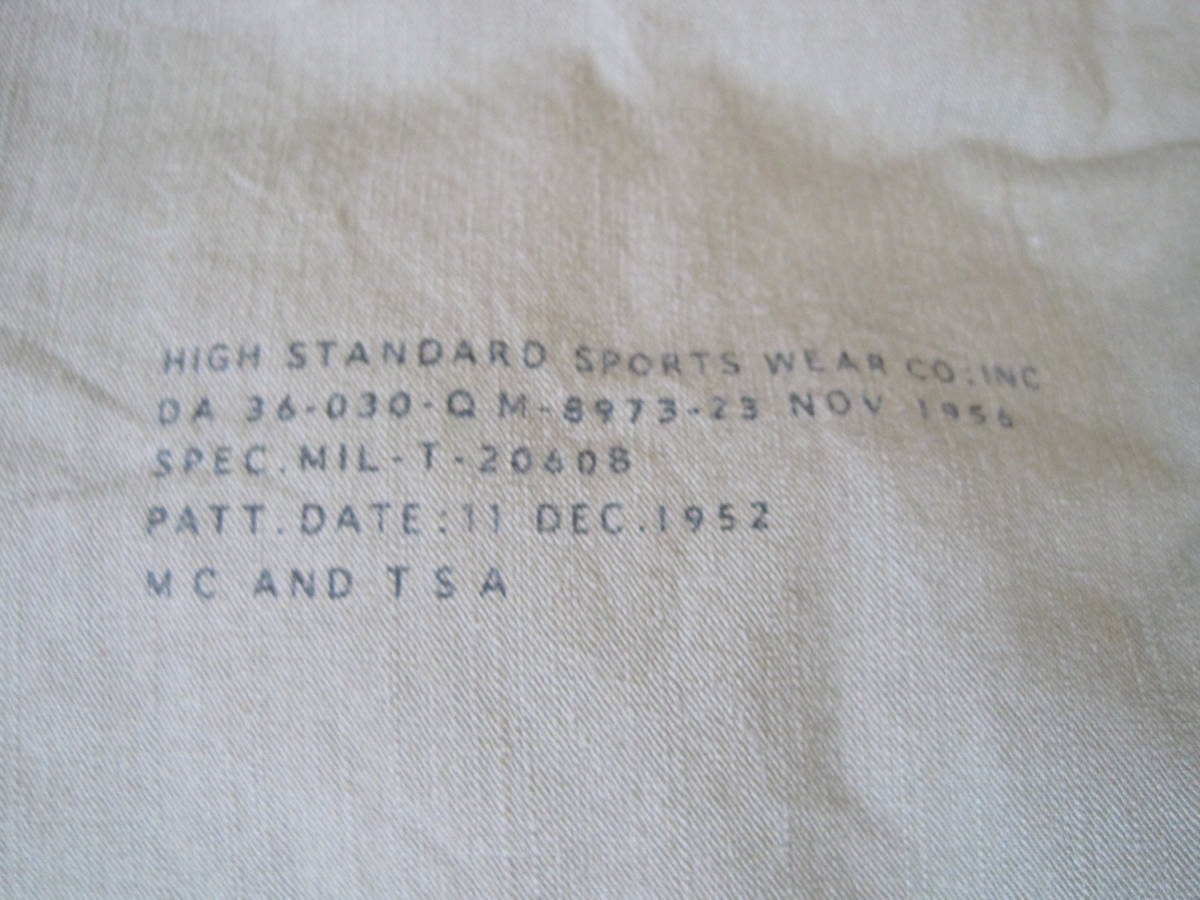 HIGH STANDARD SPORTS WEAR CO:INC
DA 36-030-Q M-8973-23 NOV 1956
SPEC.MIL-T-20608
PATT.DATE:11 DEC.1952
MC AND TSA